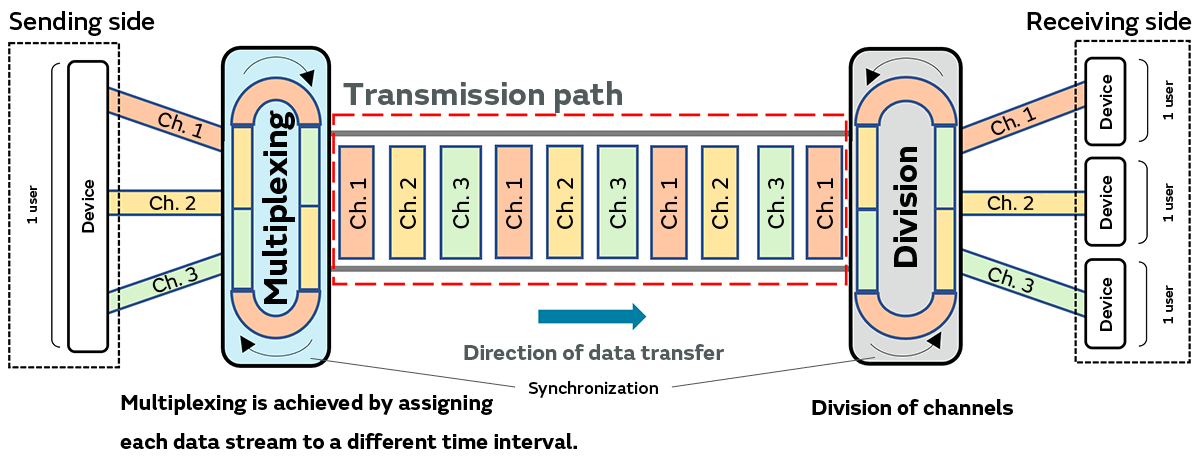 Sending side
Receiving side
Transmission path
1 user
Device
Ch. 1
Ch. 2
Ch. 3
Multiplexing
Ch. 1
Ch. 2
Ch. 3
Ch. 1
Ch. 2
Ch. 3
Ch. 1
Ch. 2
Ch. 3
Ch. 1
Division
Ch. 1
Ch. 2
Ch. 3
Device
1 user
Device
1 user
Device
1 user
Direction of data transfer
Synchronization
Multiplexing is achieved by assigning
each data stream to a different time interval.
Division of channels